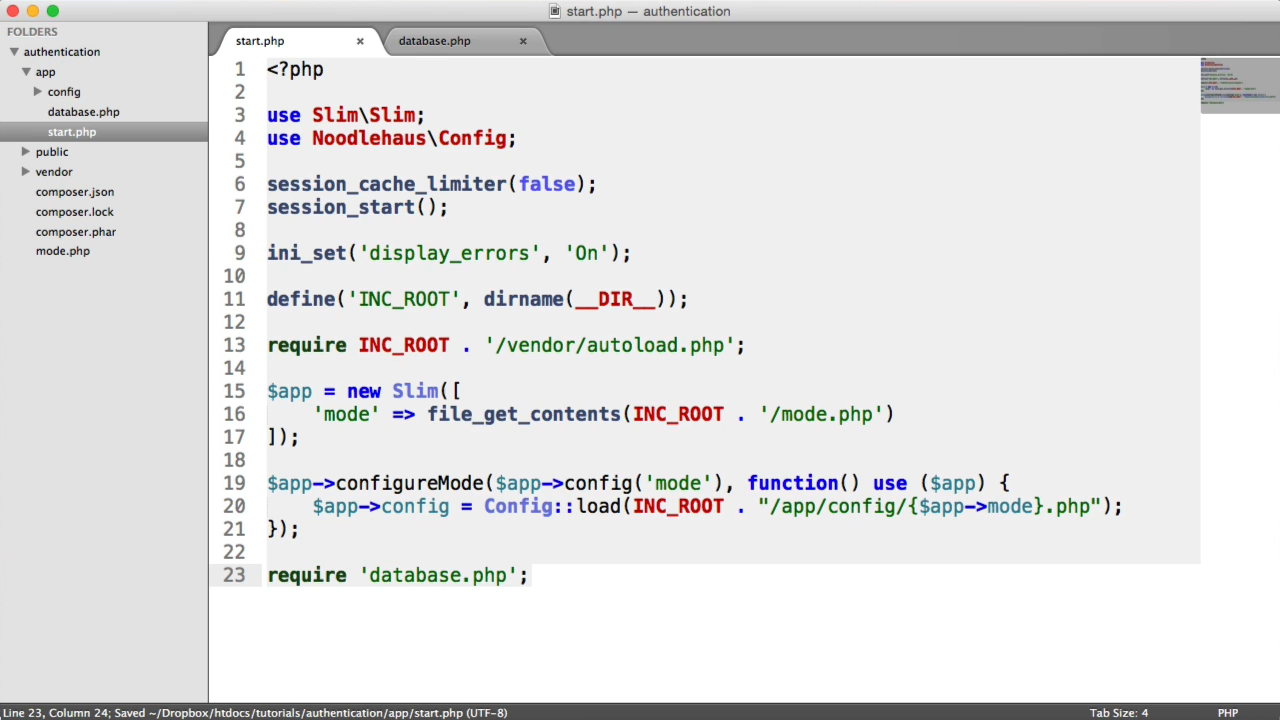 start.php — authentication
FOLDERS
authentication
app
config
database.php
start.php
public
vendor
composer.json
composer.lock
composer.phar
mode.php
start.php × database.php ×
1 <?php
2
3 use Slim\Slim;
4 use Noodlehaus\Config;
5
6 session_cache_limiter(false);
7 session_start();
8
9 ini_set('display_errors', 'On');
10
11 define('INC_ROOT', dirname(__DIR__));
12
13 require INC_ROOT . '/vendor/autoload.php';
14
15 $app = new Slim([
16     'mode' => file_get_contents(INC_ROOT . '/mode.php')
17 ]);
18
19 $app->configureMode($app->config('mode'), function() use ($app) {
20     $app->config = Config::load(INC_ROOT . "/app/config/{$app->mode}.php");
21 });
22
23 require 'database.php';
Line 23, Column 24; Saved ~/Dropbox/htdocs/tutorials/authentication/app/start.php (UTF-8) Tab Size: 4 PHP